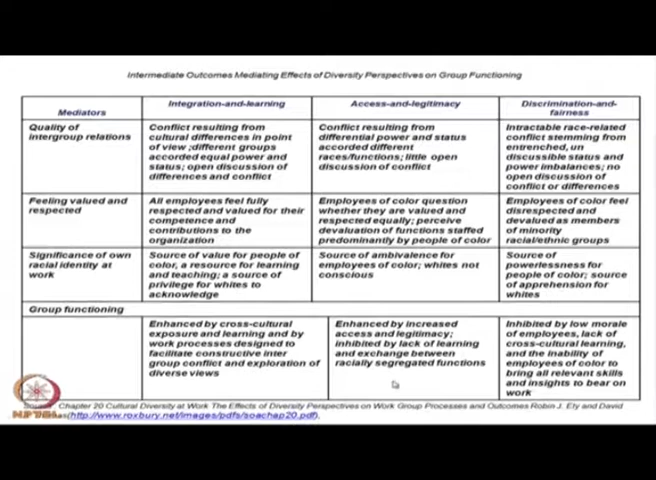 Intermediate Outcomes Mediating Effects of Diversity Perspectives on Group Functioning
Mediators
Integration-and-learning
Access-and-legitimacy
Discrimination-and-
fairness
Quality of
intergroup relations
Conflict resulting from
cultural differences in point
of view ;different groups
accorded equal power and
status; open discussion of
differences and conflict
Conflict resulting from
differential power and status
accorded different
races/functions; little open
discussion of conflict
Intractable race-related
conflict stemming from
entrenched, un
discussible status and
power imbalances; no
open discussion of
conflict or differences
Feeling valued and
respected
All employees feel fully
respected and valued for their
competence and
contributions to the
organization
Employees of color question
whether they are valued and
respected equally; perceive
devaluation of functions staffed
predominantly by people of color
Employees of color feel
disrespected and
devalued as members
of minority
racial/ethnic groups
Significance of own
racial identity at
work
Source of value for people of
color, a resource for learning
and teaching; a source of
privilege for whites to
acknowledge
Source of ambivalence for
employees of color; whites not
conscious
Source of
powerlessness for
people of color; source
of apprehension for
whites
Group functioning
Enhanced by cross-cultural
exposure and learning and by
work processes designed to
facilitate constructive inter
group conflict and exploration of
diverse views
Enhanced by increased
access and legitimacy;
inhibited by lack of learning
and exchange between
racially segregated functions
Inhibited by low morale
of employees, lack of
cross-cultural learning,
and the inability of
employees of color to
bring all relevant skills
and insights to bear on
work
Chapter 20 Cultural Diversity at Work The Effects of Diversity Perspectives on Work Group Processes and Outcomes Robin J. Ely and David
(http://www.roxbury.net/images/pdfs/soachap20.pdf).
NPTEL